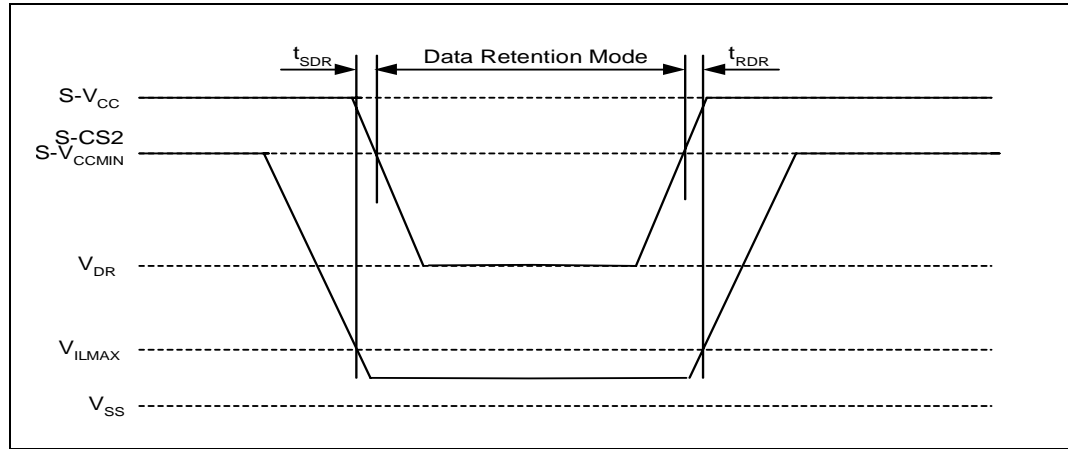 tSDR Data Retention Mode tRDR
S-VCC
S-CS2
S-VCCMIN
VDR
VILMAX
VSS